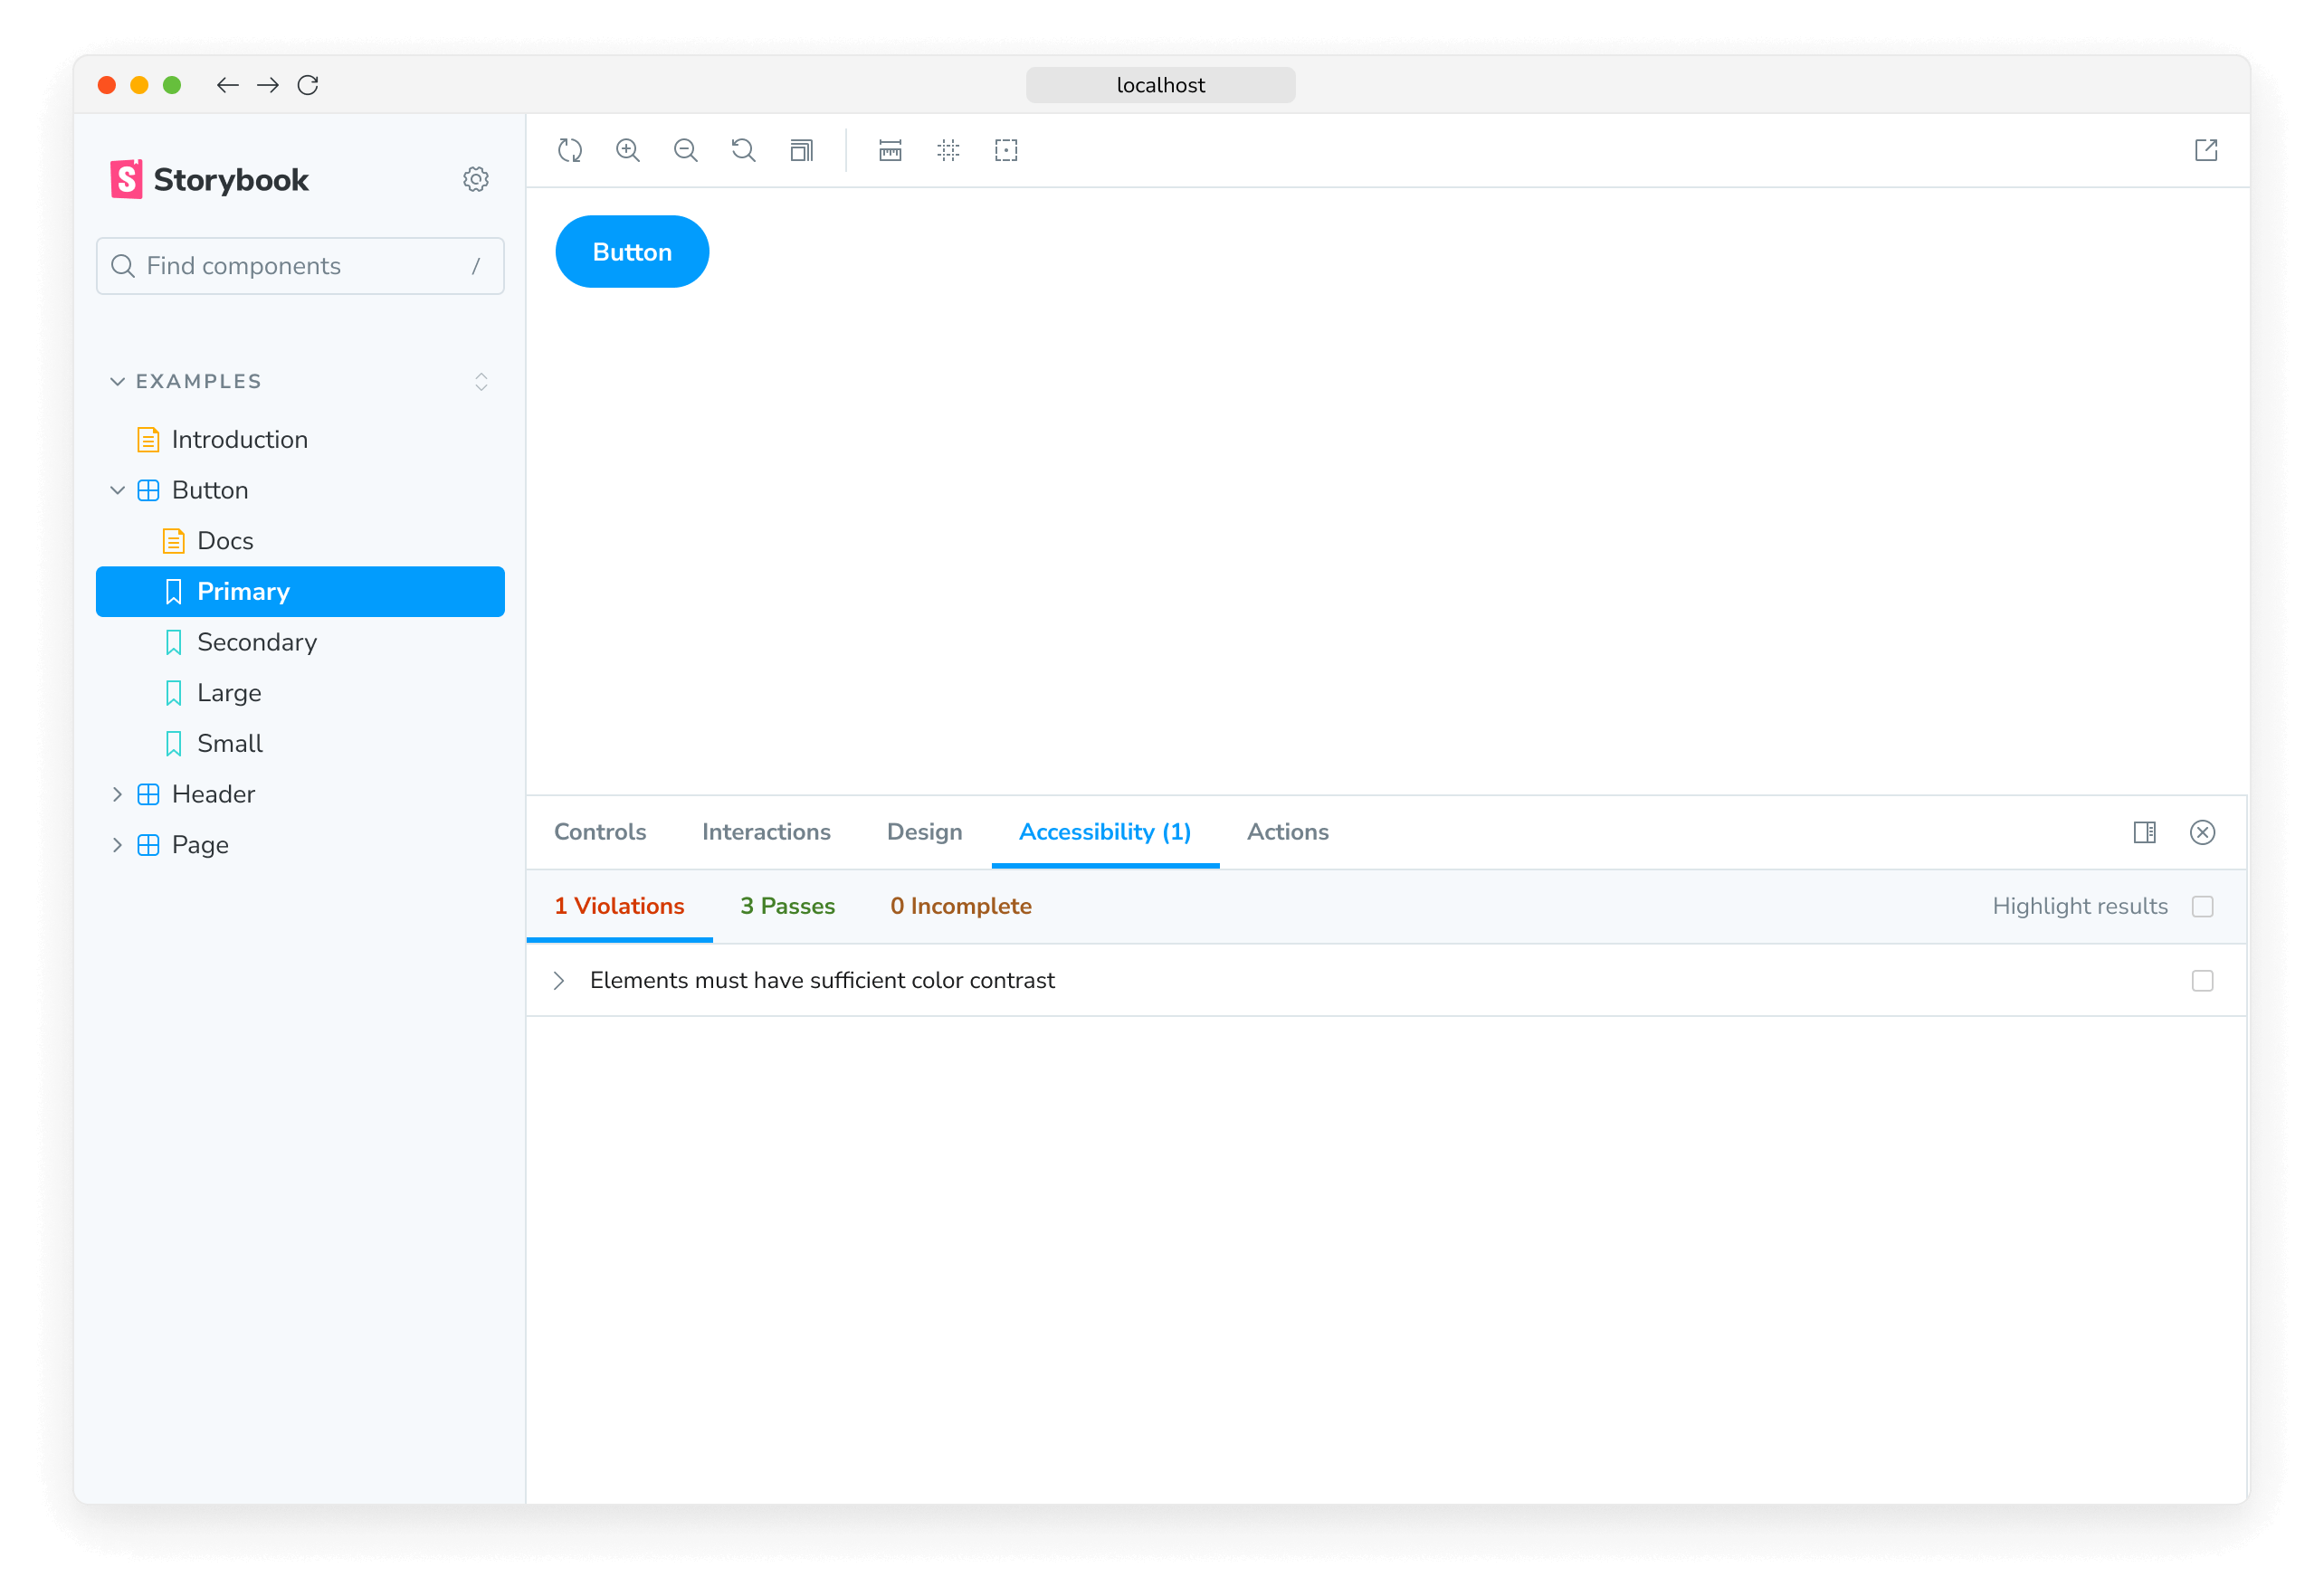 localhost
Storybook
Find components /
EXAMPLES
Introduction
Button
Docs
Primary
Secondary
Large
Small
Header
Page
Button
Controls Interactions Design Accessibility (1) Actions
1 Violations 3 Passes 0 Incomplete Highlight results
Elements must have sufficient color contrast